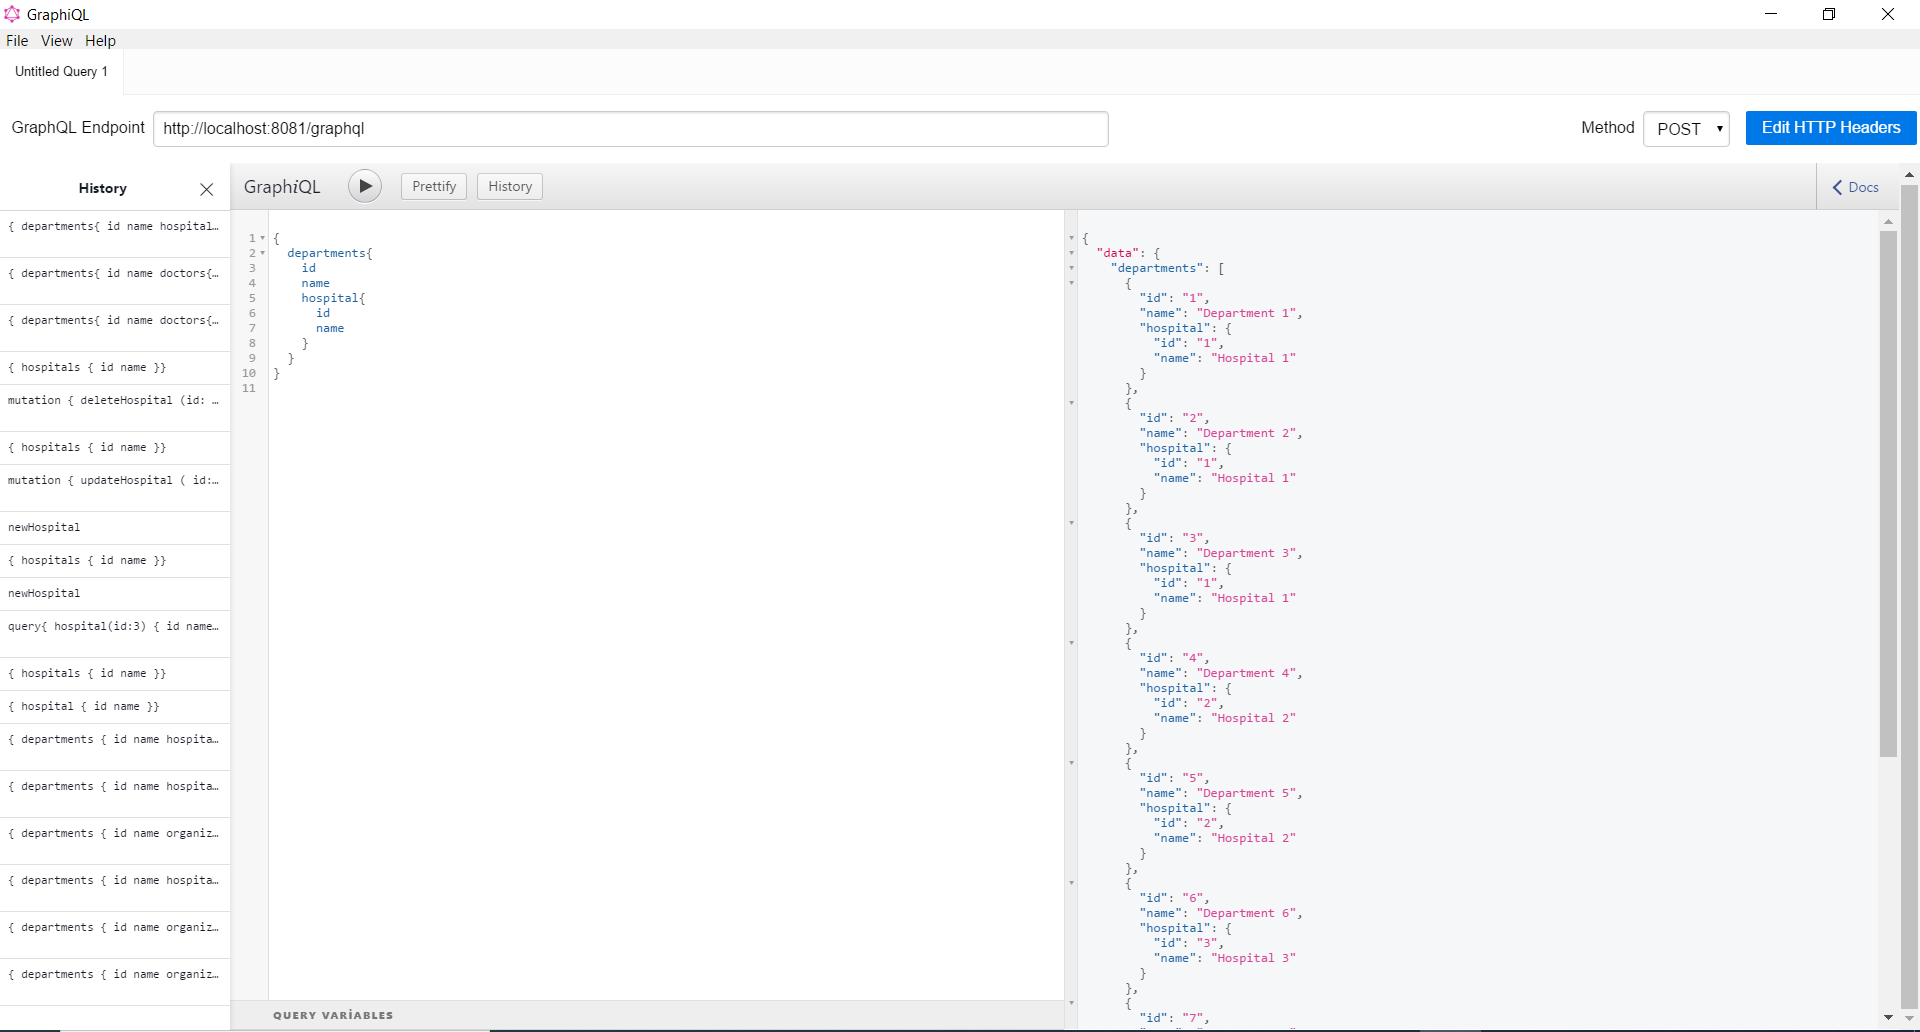 GraphiQL
File View Help
Untitled Query 1
GraphQL Endpoint http://localhost:8081/graphql Method POST Edit HTTP Headers
History
{ departments{ id name hospital…
{ departments{ id name doctors{…
{ departments{ id name doctors{…
{ hospitals { id name }}
mutation { deleteHospital (id: …
{ hospitals { id name }}
mutation { updateHospital ( id:…
newHospital
{ hospitals { id name }}
newHospital
query{ hospital(id:3) { id name…
{ hospitals { id name }}
{ hospital { id name }}
{ departments { id name hospita…
{ departments { id name hospita…
{ departments { id name organiz…
{ departments { id name hospita…
{ departments { id name organiz…
{ departments { id name organiz…
GraphiQL Prettify History Docs
1 {
2 departments{
3 id
4 name
5 hospital{
6 id
7 name
8 }
9 }
10 }
11
QUERY VARİABLES
{
"data": {
"departments": [
{
"id": "1",
"name": "Department 1",
"hospital": {
"id": "1",
"name": "Hospital 1"
}
},
{
"id": "2",
"name": "Department 2",
"hospital": {
"id": "1",
"name": "Hospital 1"
}
},
{
"id": "3",
"name": "Department 3",
"hospital": {
"id": "1",
"name": "Hospital 1"
}
},
{
"id": "4",
"name": "Department 4",
"hospital": {
"id": "2",
"name": "Hospital 2"
}
},
{
"id": "5",
"name": "Department 5",
"hospital": {
"id": "2",
"name": "Hospital 2"
}
},
{
"id": "6",
"name": "Department 6",
"hospital": {
"id": "3",
"name": "Hospital 3"
}
},
{
"id": "7",